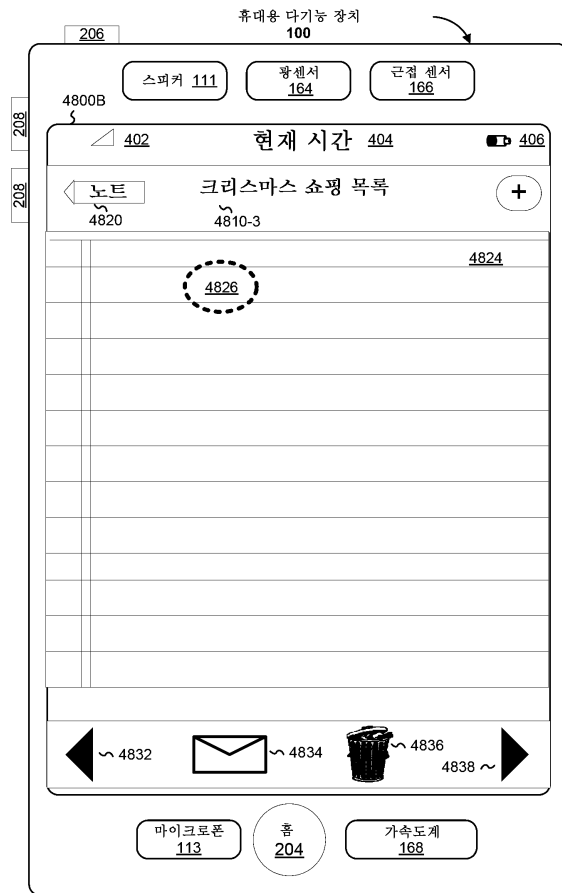 휴대용 다기능 장치
100
206
스피커 111
광센서
164
근접 센서
166
4800B
208
208
402
현재 시간 404
406
노트
크리스마스 쇼핑 목록
+
4820
4810-3
4824
4826
4832
4834
4836
4838
마이크로폰
113
홈
204
가속도계
168